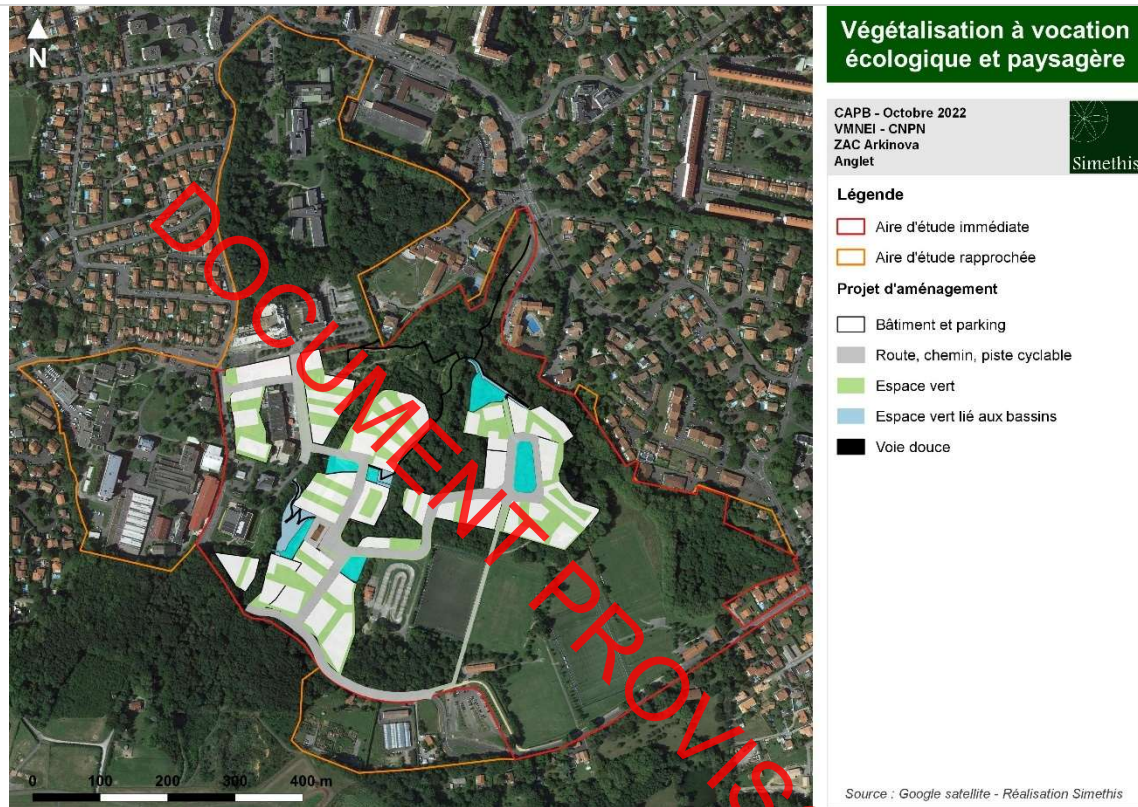 N
DOCUMENT PROVIS
0 100 200 300 400 m
Végétalisation à vocation
écologique et paysagère
CAPB - Octobre 2022
VMNEI - CNPN
ZAC Arkinova
Anglet
Simethis
Légende
Aire d'étude immédiate
Aire d'étude rapprochée
Projet d'aménagement
Bâtiment et parking
Route, chemin, piste cyclable
Espace vert
Espace vert lié aux bassins
Voie douce
Source : Google satellite - Réalisation Simethis